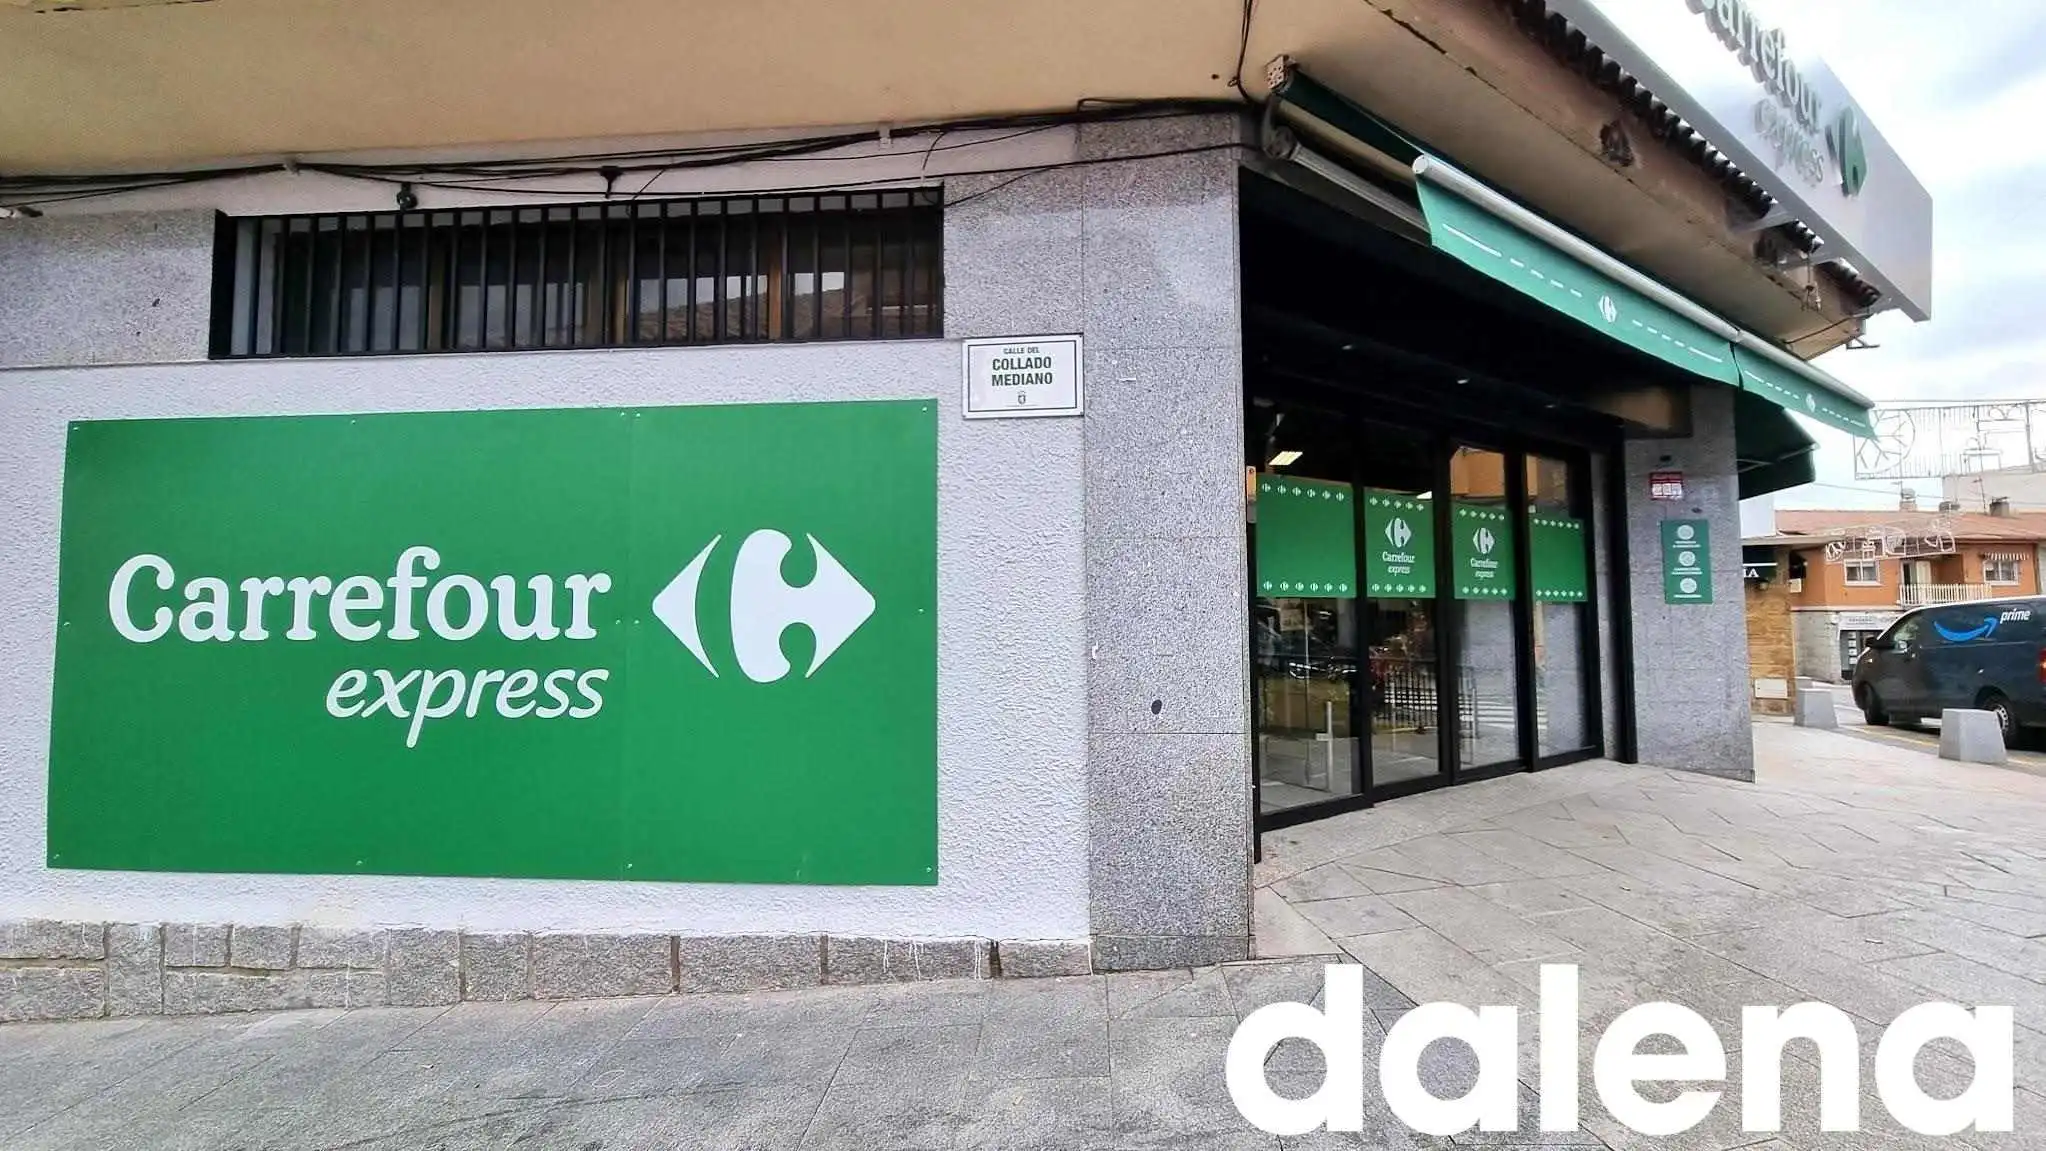 Carrefour
express
CALLE DEL
COLLADO
MEDIANO
Carrefour
express
Carrefour
express
Carrefour
express
prime
dalena